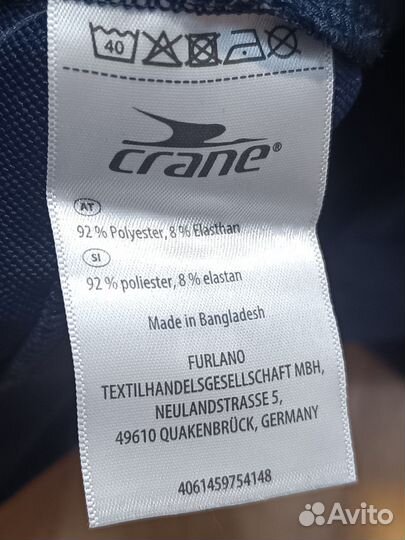 40
crane®
AT
92 % Polyester, 8 % Elasthan
SI
92 % poliester, 8 % elastan
Made in Bangladesh
FURLANO
TEXTILHANDELSGESELLSCHAFT MBH,
NEULANDSTRASSE 5,
49610 QUAKENBRÜCK, GERMANY
4061459754148
Avito